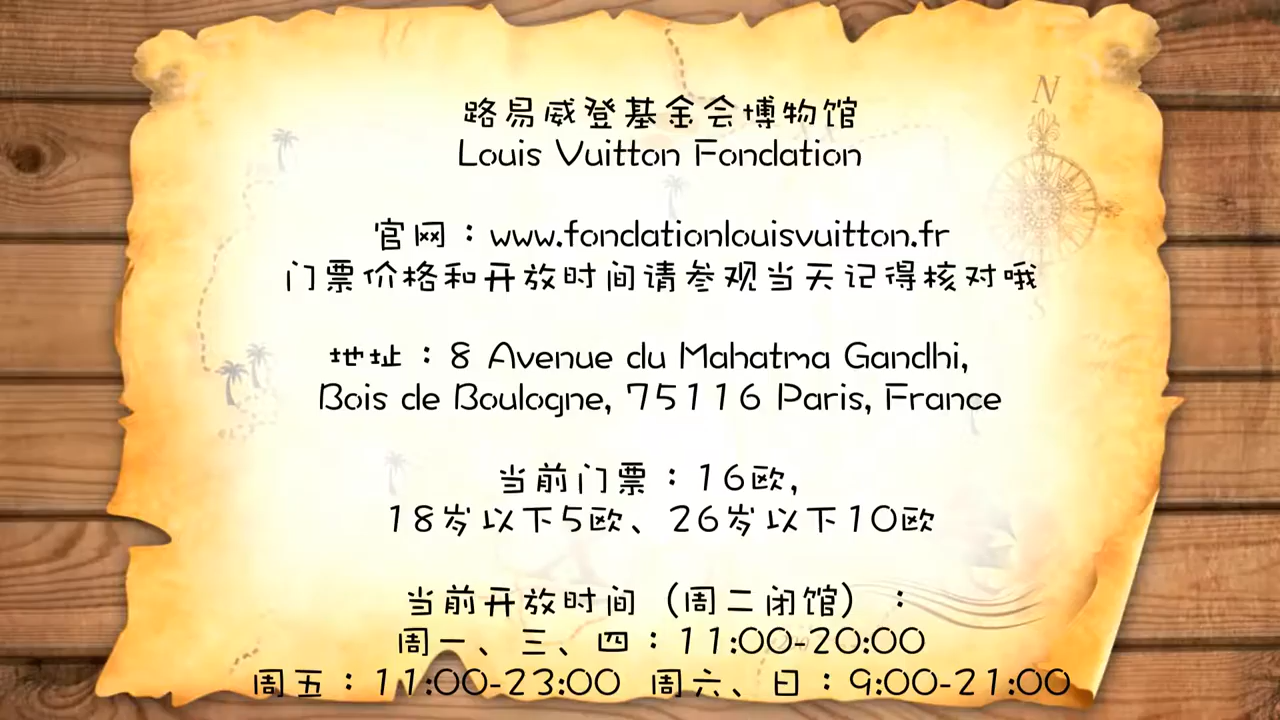 路易威登基金会博物馆
Louis Vuitton Fondation
官网：www.fondationlouisvuitton.fr
门票价格和开放时间请参观当天记得核对哦
地址：8 Avenue du Mahatma Gandhi,
Bois de Boulogne, 75116 Paris, France
当前门票：16欧,
18岁以下5欧、26岁以下10欧
当前开放时间（周二闭馆）：
周一、三、四：11:00-20:00
周五：11:00-23:00 周六、日：9:00-21:00
N
S